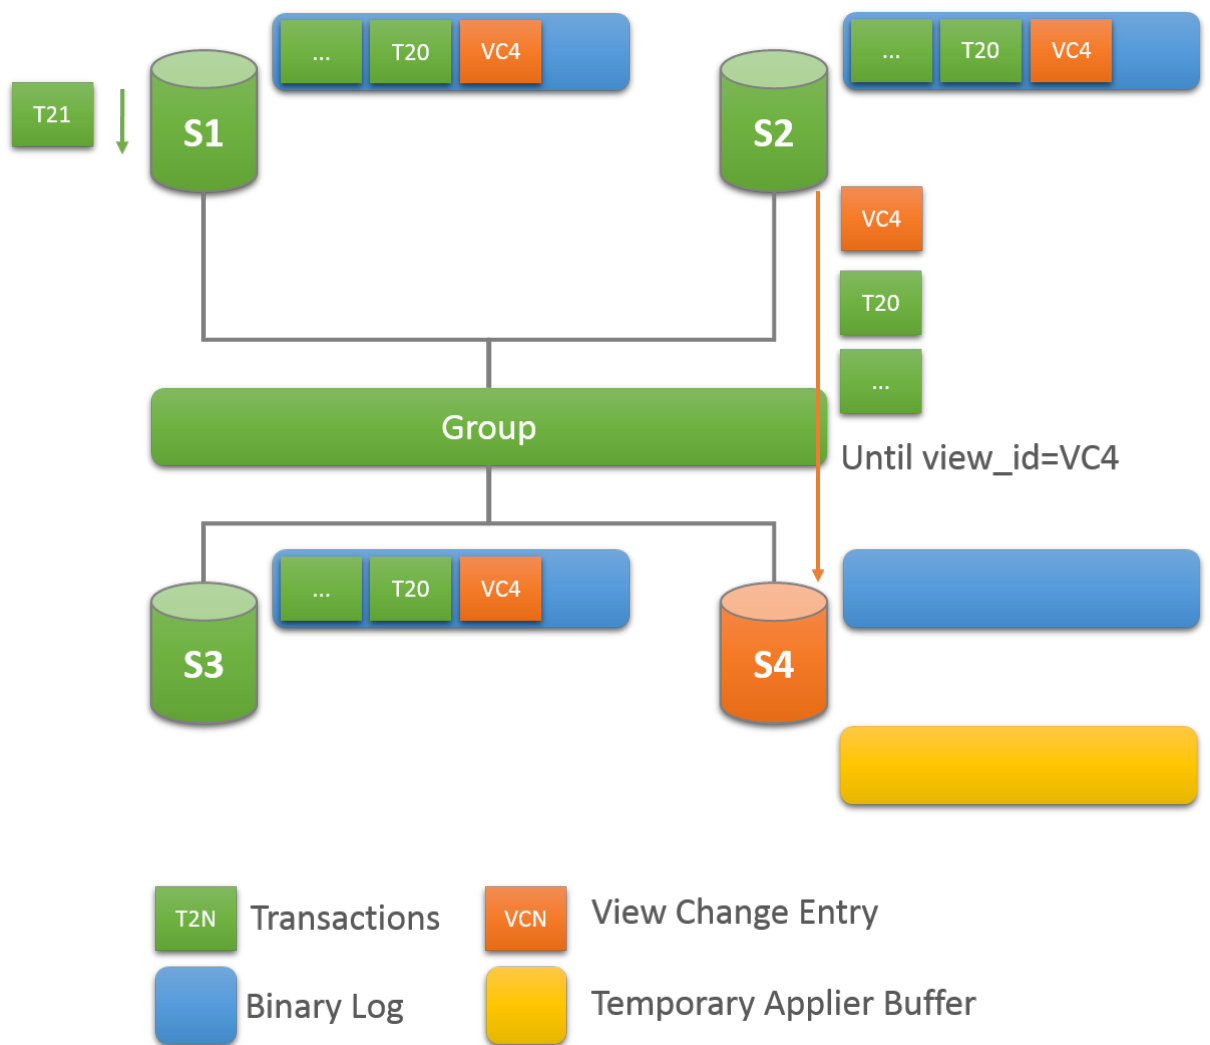 ... T20 VC4
... T20 VC4
T21
S1
S2
VC4
T20
...
Group
Until view_id=VC4
... T20 VC4
S3
S4
T2N Transactions
VCN View Change Entry
Binary Log
Temporary Applier Buffer